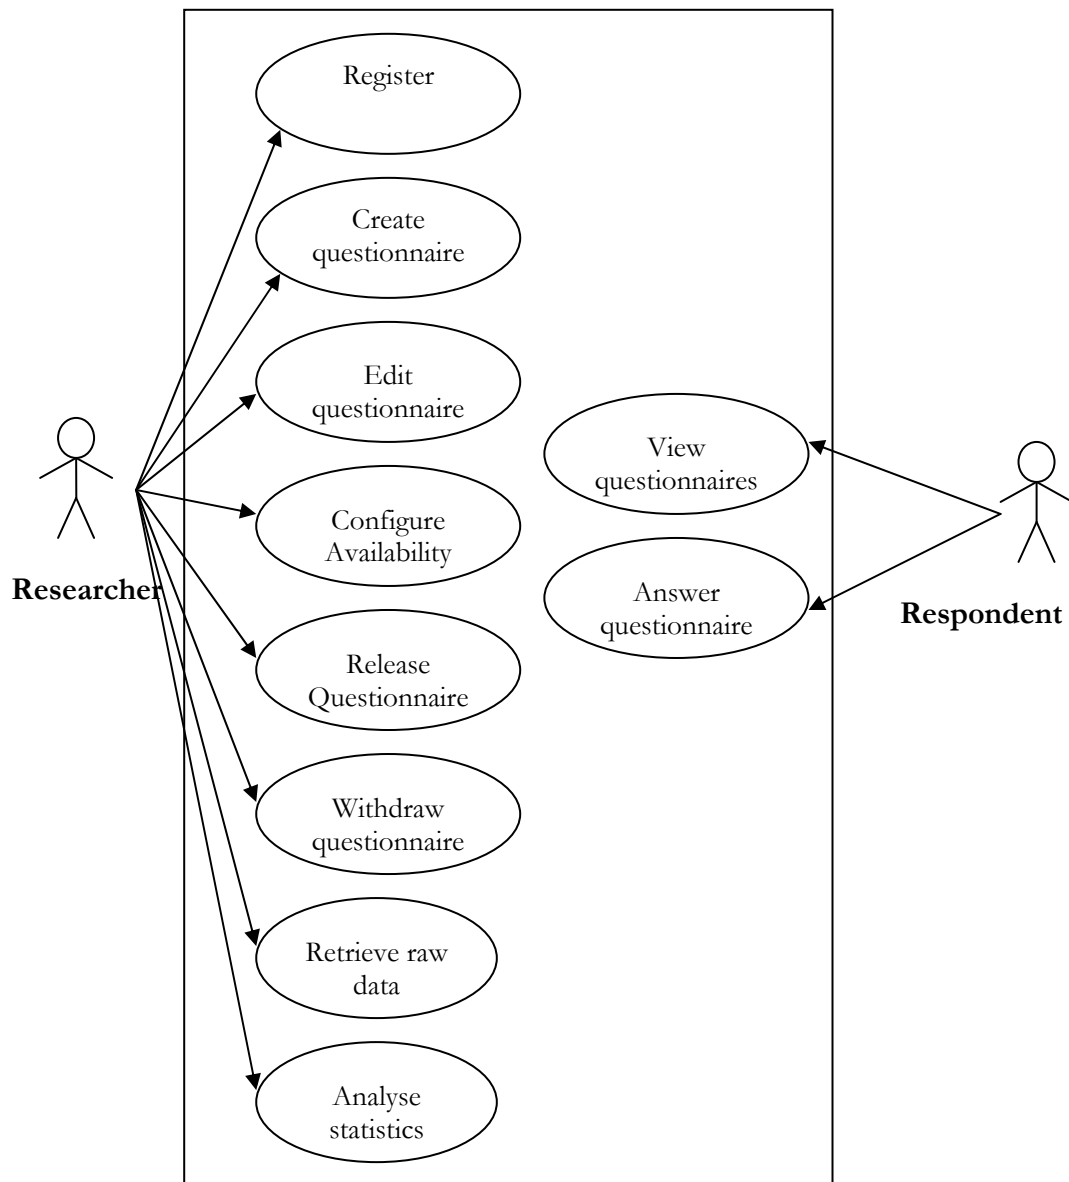 Register
Create
questionnaire
Edit
questionnaire
Configure
Availability
Release
Questionnaire
Withdraw
questionnaire
Retrieve raw
data
Analyse
statistics
Researcher
View
questionnaires
Answer
questionnaire
Respondent